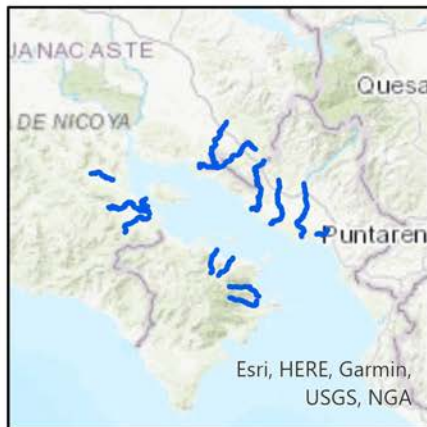 JANACASTE
Quesa
DE NICOYA
Puntaren
Esri, HERE, Garmin,
USGS, NGA